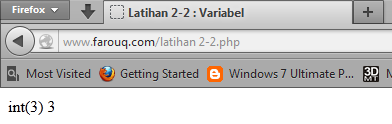 Firefox
Latihan 2-2 : Variabel
www.farouq.com/latihan 2-2.php
Most Visited Getting Started Windows 7 Ultimate P... 3D MT
int(3) 3